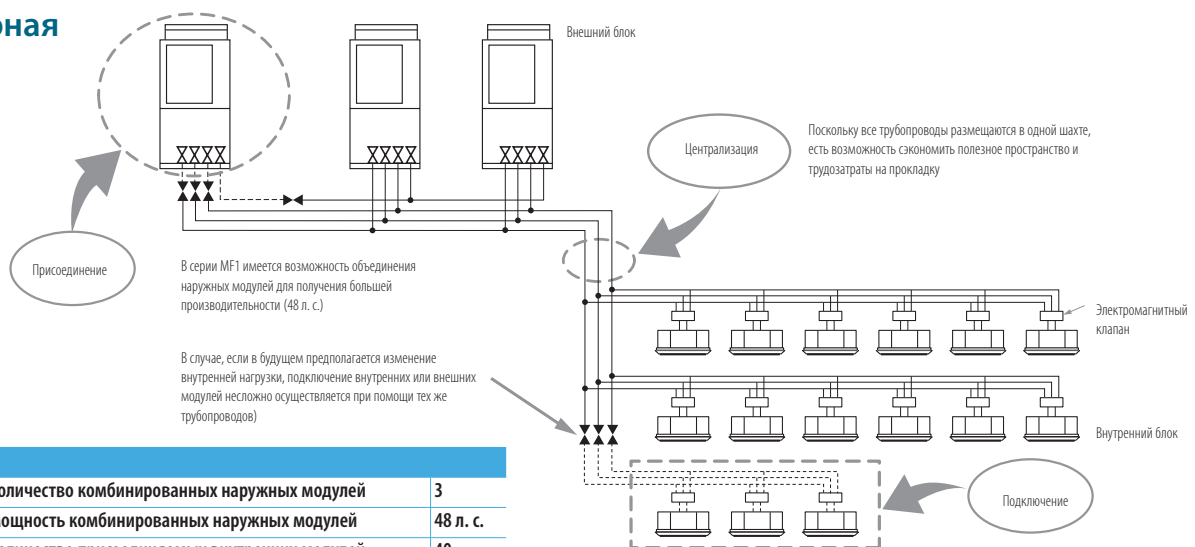 рная
Внешний блок
Централизация
Поскольку все трубопроводы размещаются в одной шахте,
есть возможность сэкономить полезное пространство и
трудозатраты на прокладку
Присоединение
В серии MF1 имеется возможность объединения
наружных модулей для получения большей
производительности (48 л. с.)
Электромагнитный
клапан
В случае, если в будущем предполагается изменение
внутренней нагрузки, подключение внутренних или внешних
модулей несложно осуществляется при помощи тех же
трубопроводов)
Внутренний блок
Подключение
оличество комбинированных наружных модулей 3
мощность комбинированных наружных модулей 48 л. с.